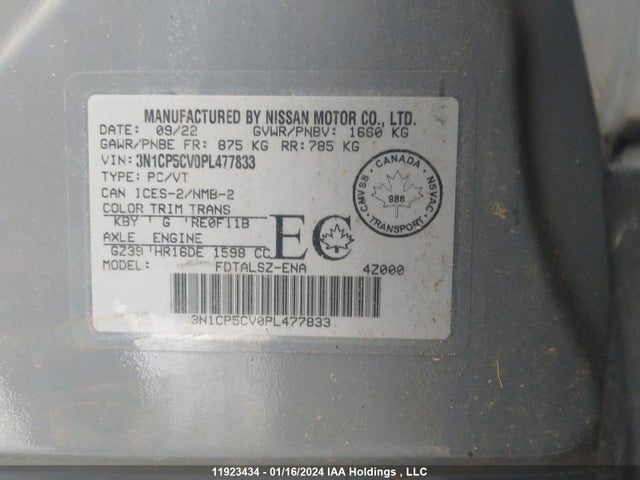 MANUFACTURED BY NISSAN MOTOR CO., LTD.
DATE: 09/22 GVWR/PNBV: 1660 KG
GAWR/PNBE FR: 875 KG RR: 785 KG
VIN: 3N1CP5CV0PL477833
TYPE: PC/VT
CAN ICES-2/NMB-2
COLOR TRIM TRANS
KBY G RE0F11B
AXLE ENGINE
GZ39 HR16DE 1598 CC
MODEL: FDTALSZ-ENA 4Z000
EC
CMVSS · CANADA · NSVAC
986
3N1CP5CV0PL477833
11923434 - 01/16/2024 IAA Holdings , LLC